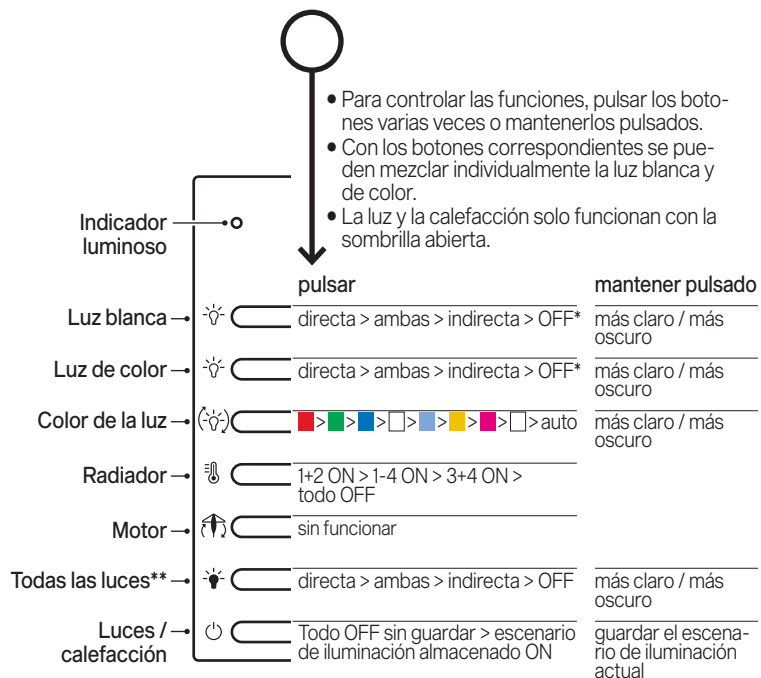 • Para controlar las funciones, pulsar los boto-
nes varias veces o mantenerlos pulsados.
• Con los botones correspondientes se pue-
den mezclar individualmente la luz blanca y
de color.
• La luz y la calefacción solo funcionan con la
sombrilla abierta.
Indicador
luminoso
pulsar
mantener pulsado
Luz blanca
directa > ambas > indirecta > OFF*
más claro / más
oscuro
Luz de color
directa > ambas > indirecta > OFF*
más claro / más
oscuro
Color de la luz
> > > > > > > > auto
más claro / más
oscuro
Radiador
1+2 ON > 1-4 ON > 3+4 ON >
todo OFF
Motor
sin funcionar
Todas las luces**
directa > ambas > indirecta > OFF
más claro / más
oscuro
Luces /
calefacción
Todo OFF sin guardar > escenario
de iluminación almacenado ON
guardar el escena-
rio de iluminación
actual